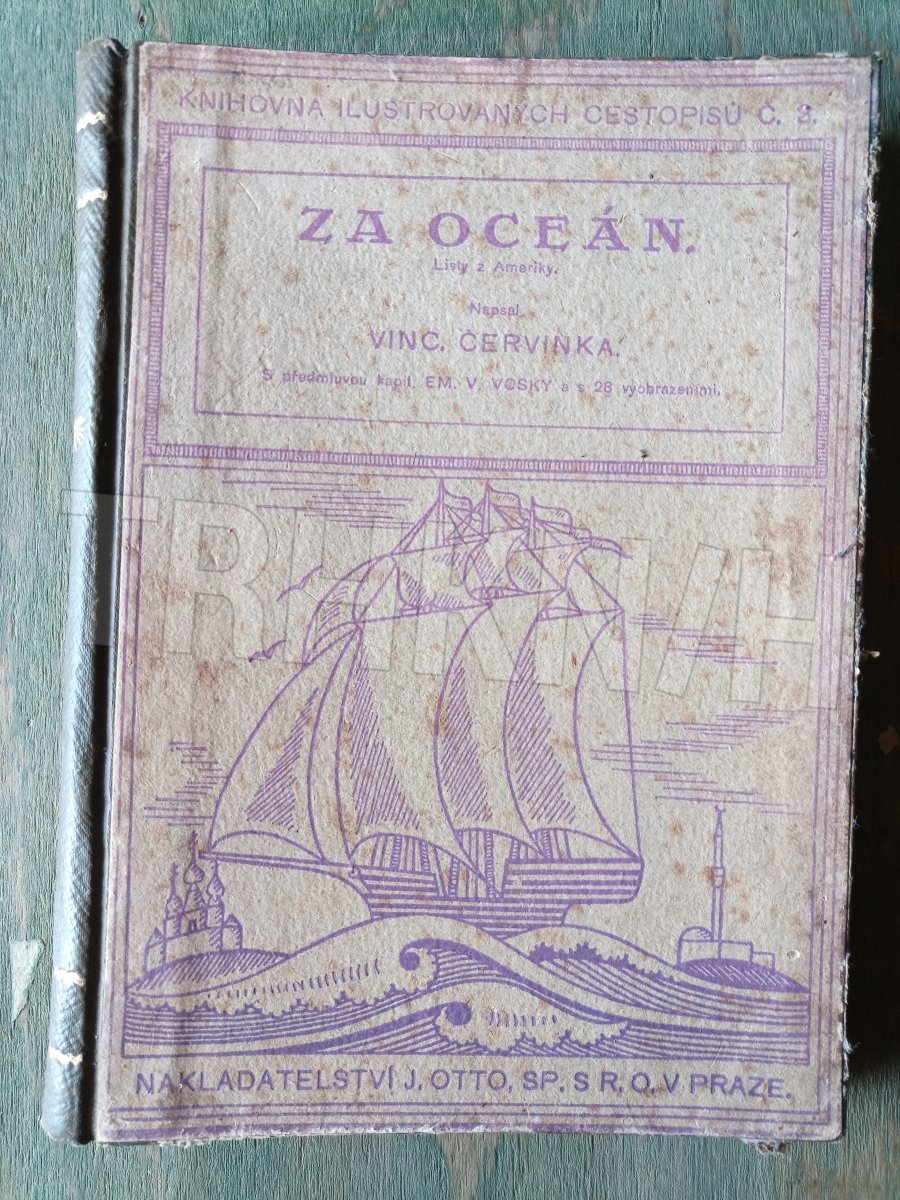 KNIHOVNA ILUSTROVANÝCH CESTOPISŮ Č. 3.
ZA OCEÁN.
Listy z Ameriky.
Napsal
VINC. ČERVINKA.
S předmluvou kapit. EM. V. VOSKY a s 28 vyobrazeními.
NAKLADATELSTVÍ J. OTTO, SP. S R. O. V PRAZE.